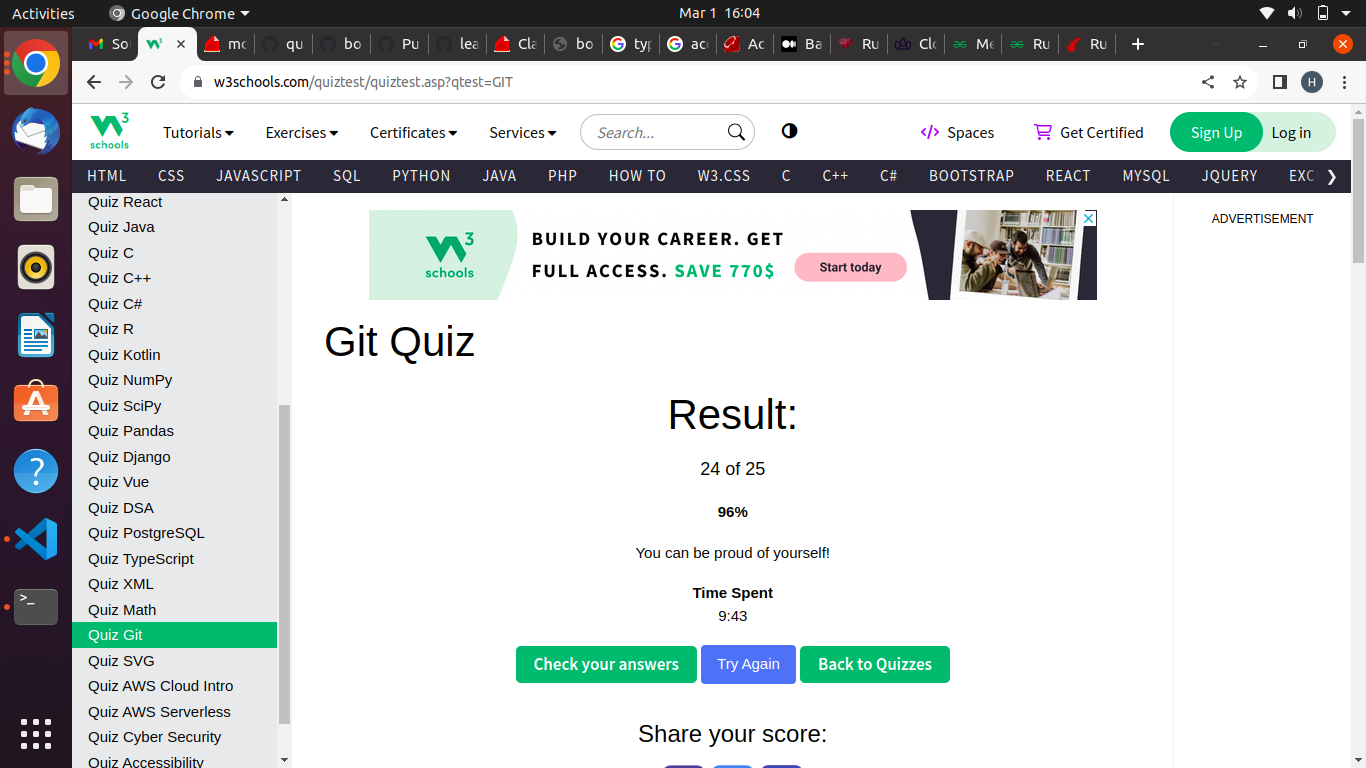 Activities
Google Chrome
Mar 1 16:04
So
mc
qu
bo
Pu
lea
Cla
bo
typ
acc
Ac
Ba
Ru
Clo
Me
Ru
Ru
w3schools.com/quiztest/quiztest.asp?qtest=GIT
H
3
schools
Tutorials
Exercises
Certificates
Services
Search...
Spaces
Get Certified
Sign Up
Log in
HTML
CSS
JAVASCRIPT
SQL
PYTHON
JAVA
PHP
HOW TO
W3.CSS
C
C++
C#
BOOTSTRAP
REACT
MYSQL
JQUERY
EXC
Quiz React
Quiz Java
Quiz C
Quiz C++
Quiz C#
Quiz R
Quiz Kotlin
Quiz NumPy
Quiz SciPy
Quiz Pandas
Quiz Django
Quiz Vue
Quiz DSA
Quiz PostgreSQL
Quiz TypeScript
Quiz XML
Quiz Math
Quiz Git
Quiz SVG
Quiz AWS Cloud Intro
Quiz AWS Serverless
Quiz Cyber Security
Quiz Accessibility
3
schools
BUILD YOUR CAREER. GET
FULL ACCESS. SAVE 770$
Start today
ADVERTISEMENT
Git Quiz
Result:
24 of 25
96%
You can be proud of yourself!
Time Spent
9:43
Check your answers
Try Again
Back to Quizzes
Share your score: